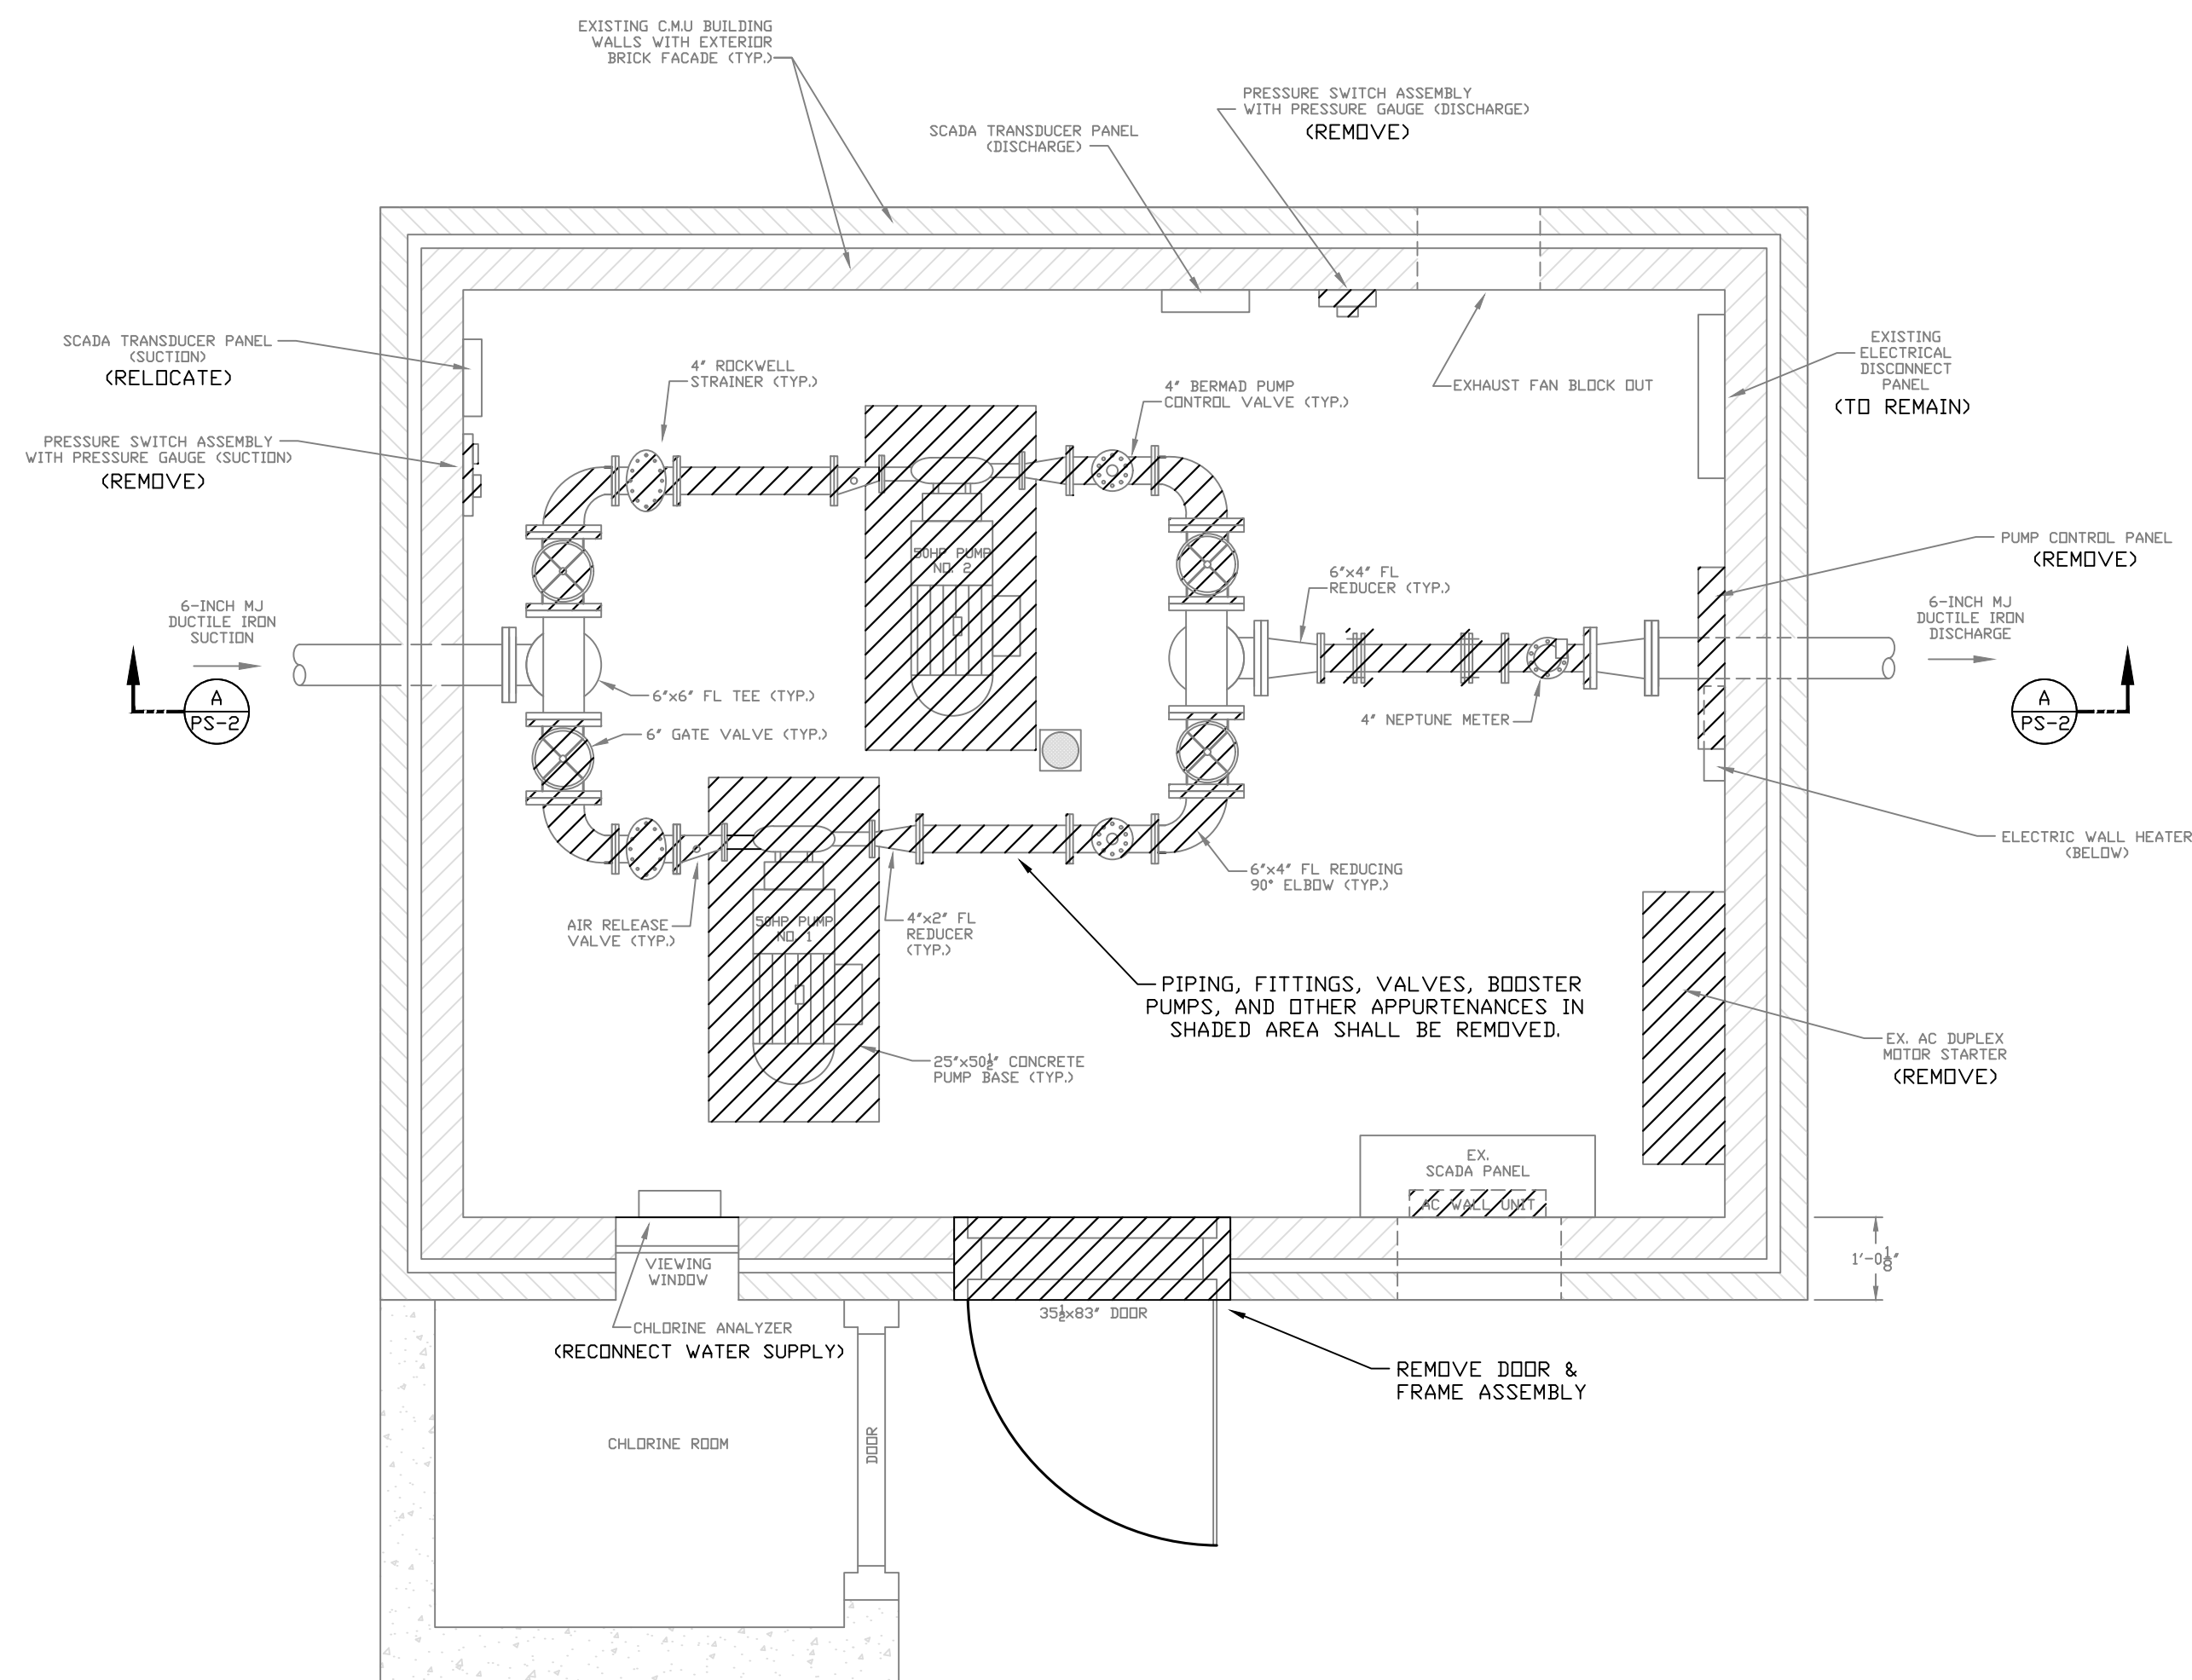 EXISTING C.M.U BUILDING
WALLS WITH EXTERIOR
BRICK FACADE (TYP.)
PRESSURE SWITCH ASSEMBLY
WITH PRESSURE GAUGE (DISCHARGE)
(REMOVE)
SCADA TRANSDUCER PANEL
(DISCHARGE)
SCADA TRANSDUCER PANEL
(SUCTION)
(RELOCATE)
PRESSURE SWITCH ASSEMBLY
WITH PRESSURE GAUGE (SUCTION)
(REMOVE)
4" ROCKWELL
STRAINER (TYP.)
4" BERMAD PUMP
CONTROL VALVE (TYP.)
EXHAUST FAN BLOCK OUT
EXISTING
ELECTRICAL
DISCONNECT
PANEL
(TO REMAIN)
PUMP CONTROL PANEL
(REMOVE)
50HP PUMP
NO. 2
6"x4" FL
REDUCER (TYP.)
6-INCH MJ
DUCTILE IRON
SUCTION
6-INCH MJ
DUCTILE IRON
DISCHARGE
A
PS-2
6"x6" FL TEE (TYP.)
6" GATE VALVE (TYP.)
4" NEPTUNE METER
A
PS-2
ELECTRIC WALL HEATER
(BELOW)
6"x4" FL REDUCING
90° ELBOW (TYP.)
AIR RELEASE
VALVE (TYP.)
50HP PUMP
NO. 1
4"x2" FL
REDUCER
(TYP.)
PIPING, FITTINGS, VALVES, BOOSTER
PUMPS, AND OTHER APPURTENANCES IN
SHADED AREA SHALL BE REMOVED.
25"x50½" CONCRETE
PUMP BASE (TYP.)
EX. AC DUPLEX
MOTOR STARTER
(REMOVE)
EX.
SCADA PANEL
AC WALL UNIT
1'-0⅛"
VIEWING
WINDOW
35½x83" DOOR
CHLORINE ANALYZER
(RECONNECT WATER SUPPLY)
REMOVE DOOR &
FRAME ASSEMBLY
CHLORINE ROOM
DOOR